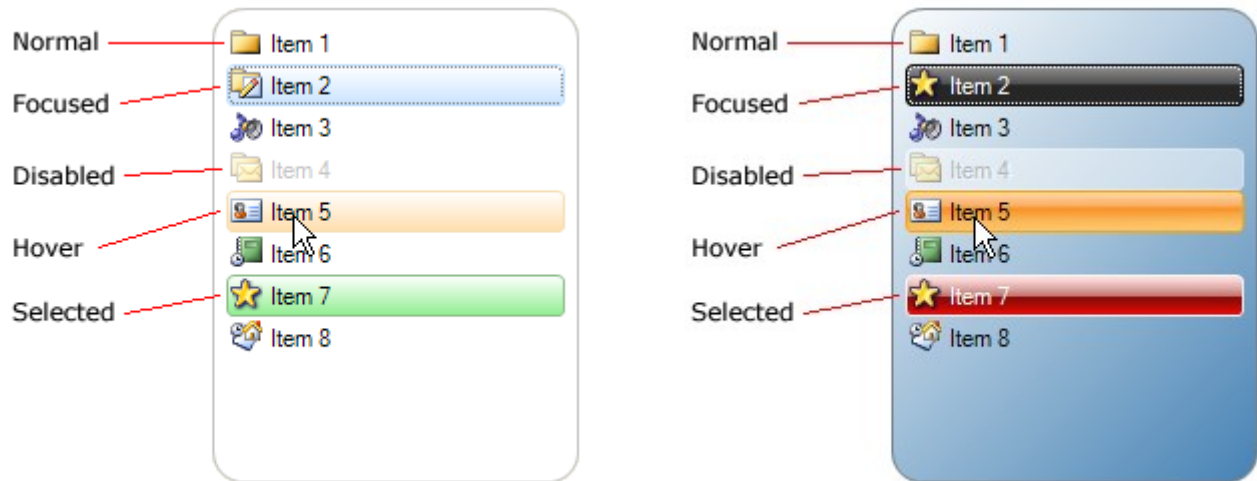 Normal
Focused
Disabled
Hover
Selected
Item 1
Item 2
Item 3
Item 4
Item 5
Item 6
Item 7
Item 8
Normal
Focused
Disabled
Hover
Selected
Item 1
Item 2
Item 3
Item 4
Item 5
Item 6
Item 7
Item 8